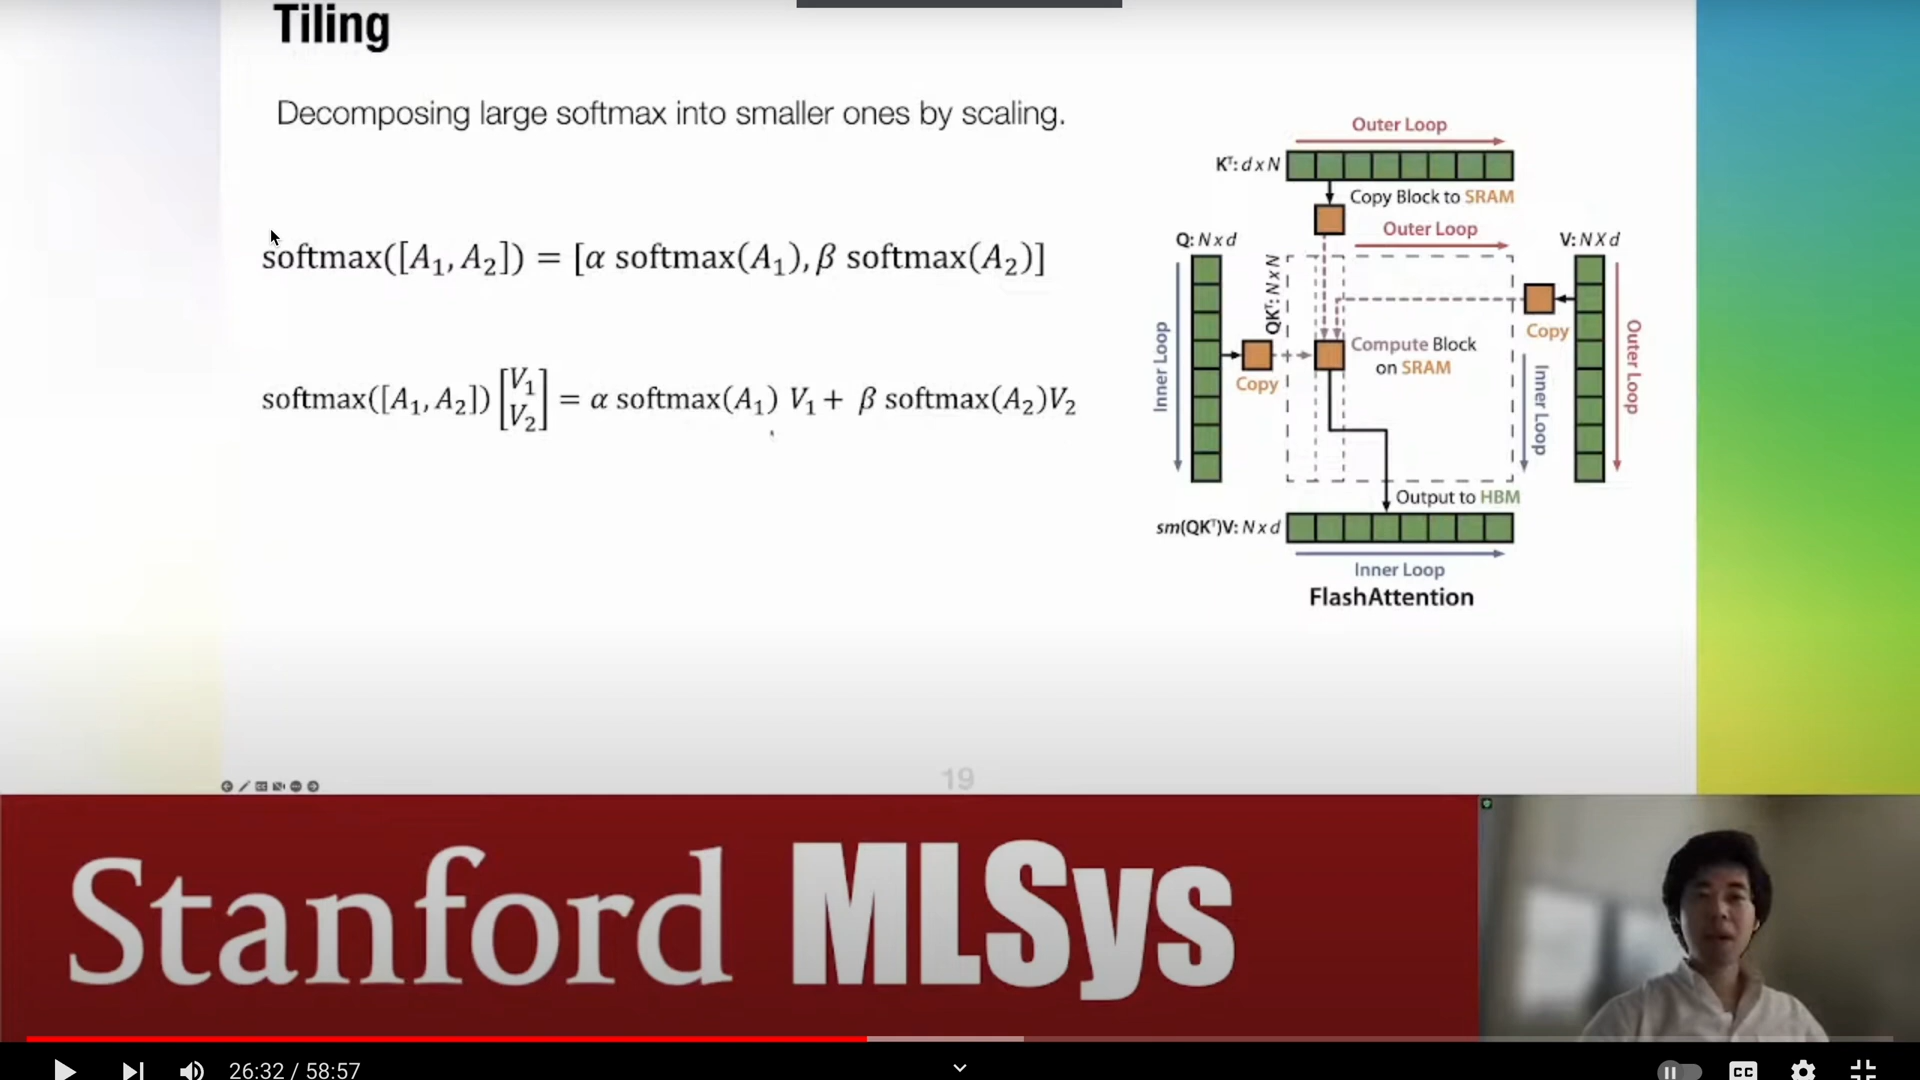 Tiling
Decomposing large softmax into smaller ones by scaling.
softmax([A₁, A₂]) = [α softmax(A₁), β softmax(A₂)]
softmax([A₁, A₂]) [V₁ V₂] = α softmax(A₁) V₁ + β softmax(A₂)V₂
Outer Loop
Kᵀ: d x N
Copy Block to SRAM
Outer Loop
Q: N x d
V: N X d
QKᵀ: N x N
Copy
Inner Loop
Compute Block
on SRAM
Copy
Inner Loop
Outer Loop
Output to HBM
sm(QKᵀ)V: N x d
Inner Loop
FlashAttention
19
Stanford MLSys
26:32 / 58:57
CC